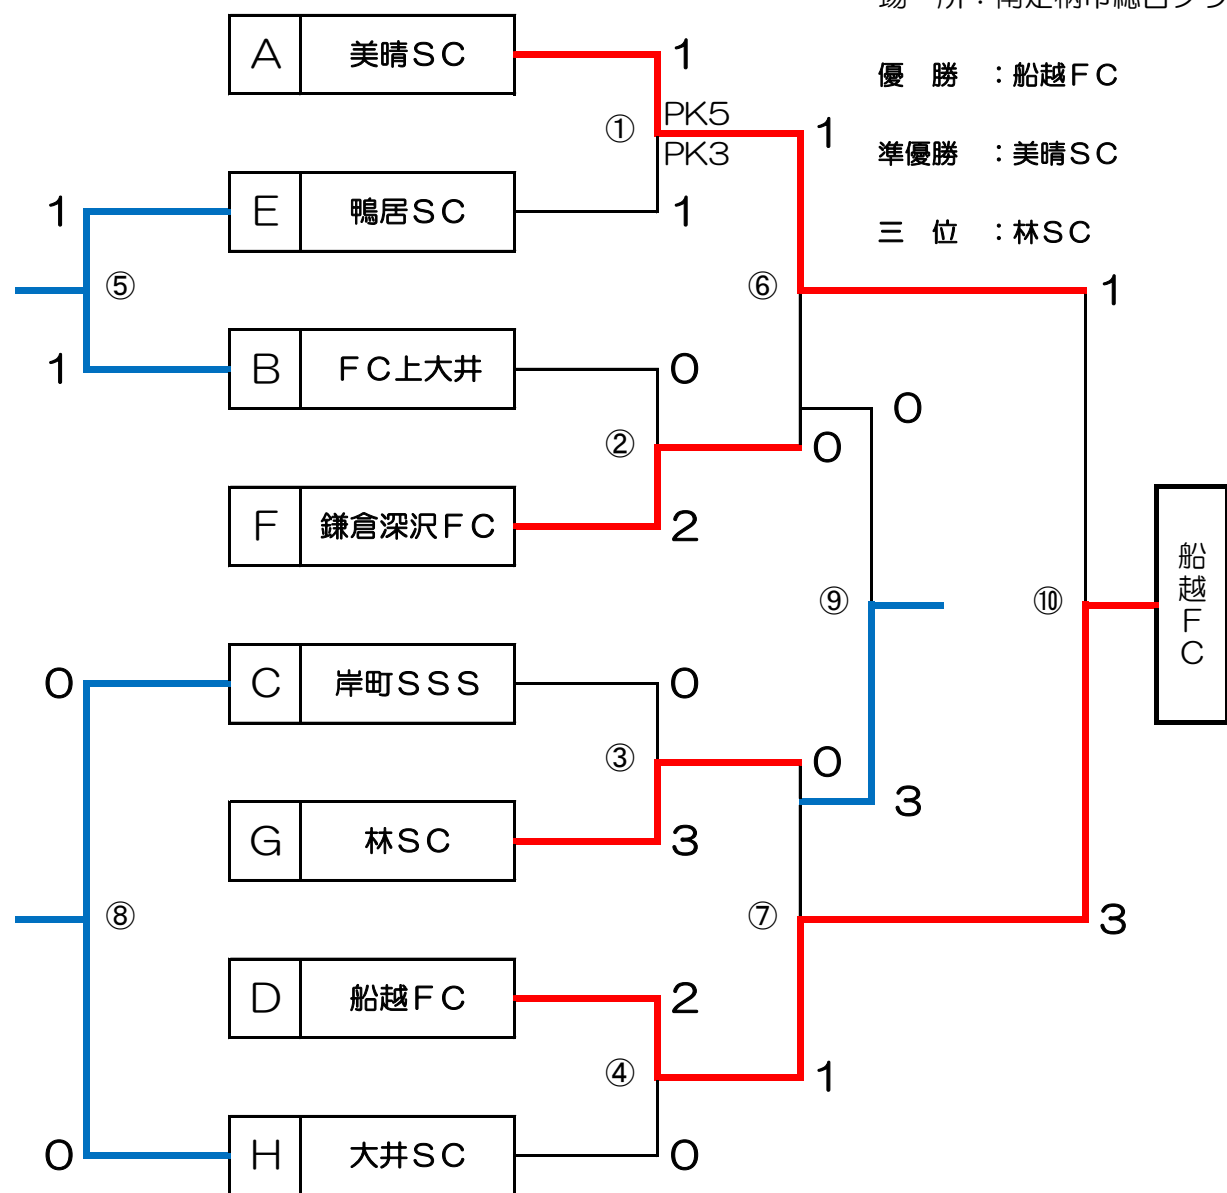 A 美晴SC
1
優 勝 :船越FC
① PK5
PK3
1
準優勝 :美晴SC
1
E 鴨居SC
1
三 位 :林SC
⑤
⑥
1
1
B FC上大井
0
0
②
0
F 鎌倉深沢FC
2
⑨
⑩
船越FC
0
C 岸町SSS
0
③
0
3
G 林SC
3
⑧
⑦
3
D 船越FC
2
④
1
0
H 大井SC
0